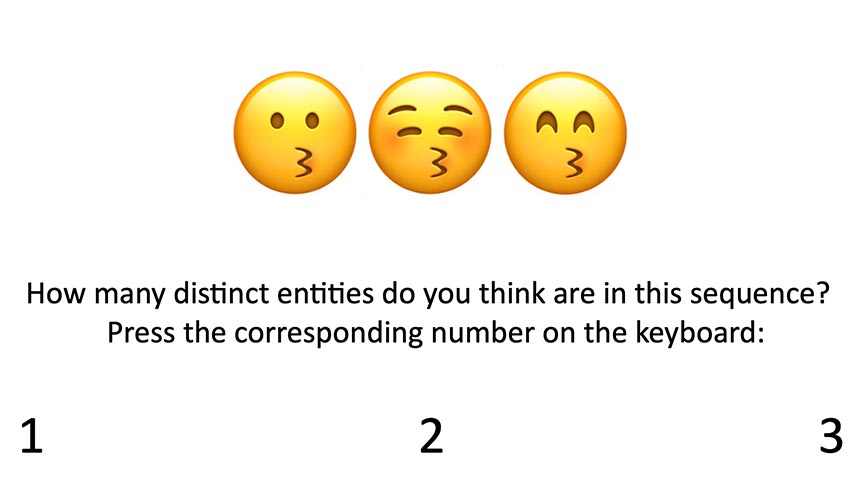 How many distinct entities do you think are in this sequence?
Press the corresponding number on the keyboard:
1 2 3